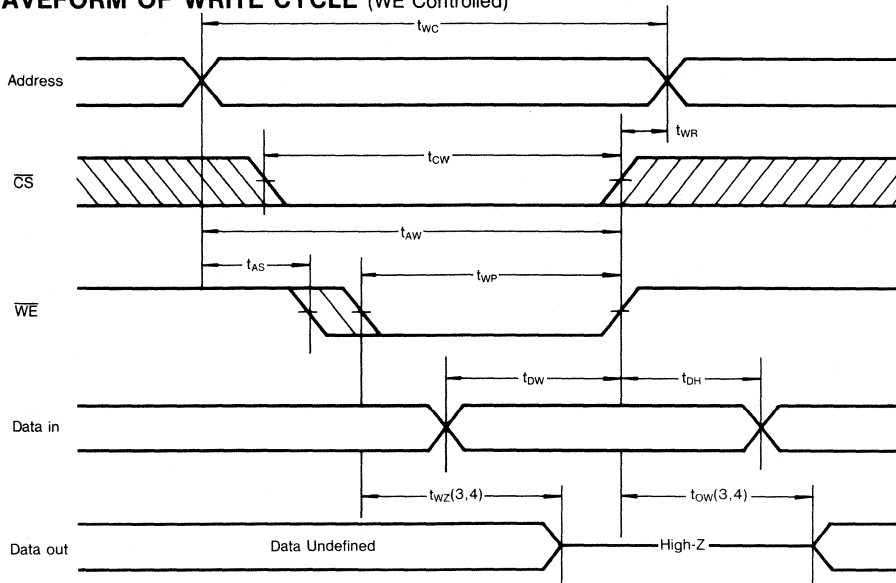 AVEFORM OF WRITE CYCLE (WE Controlled)
tWC
Address
tWR
tCW
CS
tAW
tAS
tWP
WE
tDW
tDH
Data in
tWZ(3,4)
tOW(3,4)
Data out
Data Undefined
High-Z